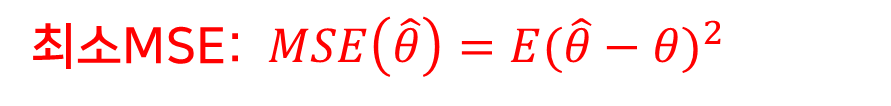 최소MSE: MSE(θ̂) = E(θ̂ − θ)²